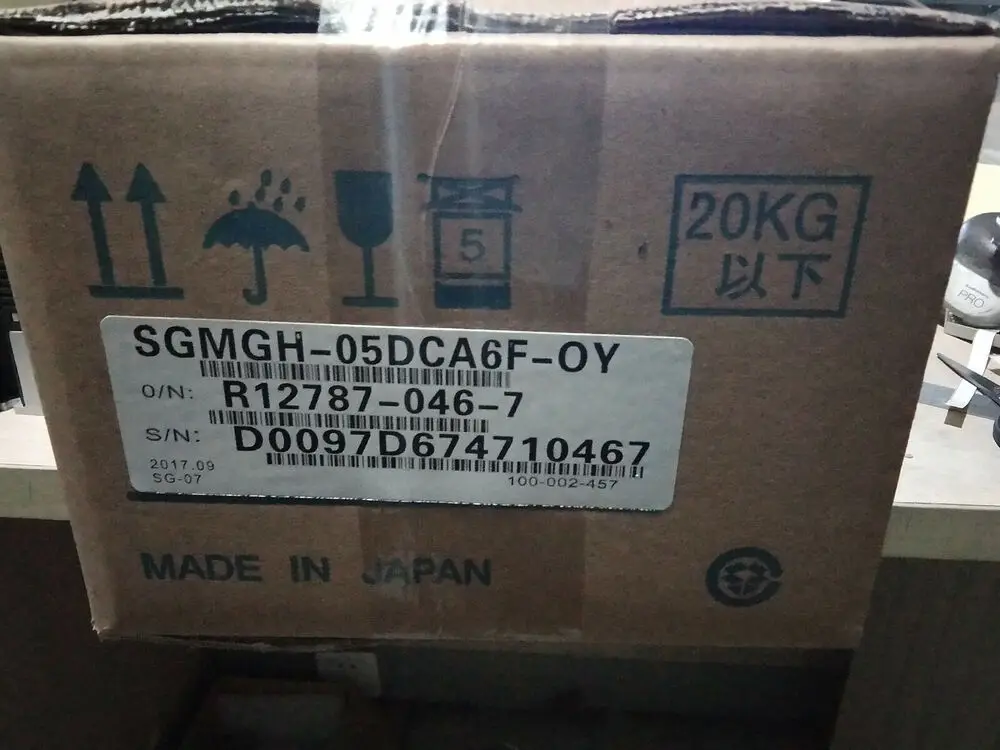 5
20KG
以下
SGMGH-05DCA6F-OY
O/N: R12787-046-7
S/N: D0097D674710467
2017.09
SG-07
100-002-457
MADE IN JAPAN
PRO